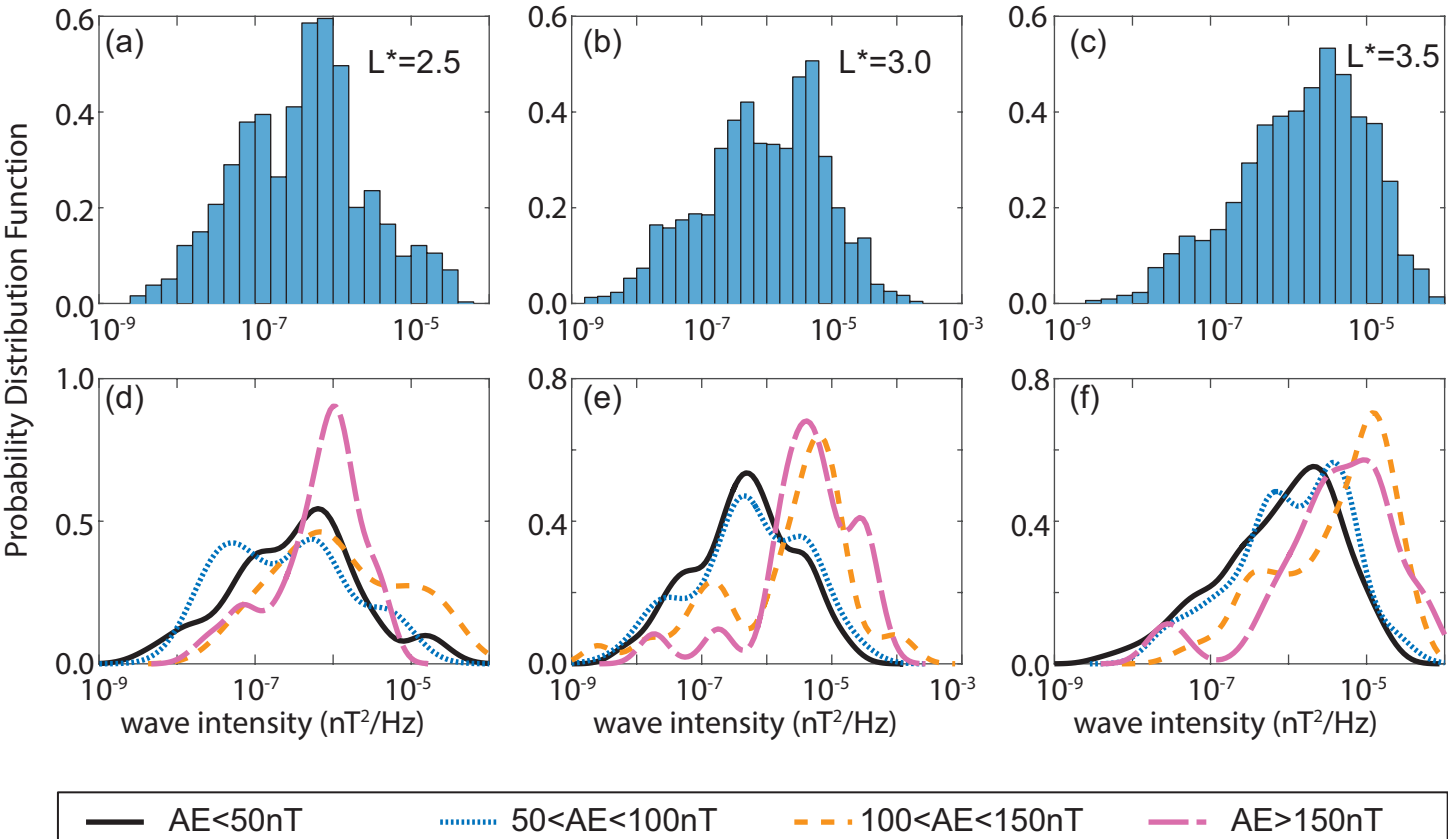 Probability Distribution Function
(a) L*=2.5
0.6
0.4
0.2
0.0
10-9 10-7 10-5
(b) L*=3.0
0.6
0.4
0.2
0.0
10-9 10-7 10-5 10-3
(c) L*=3.5
0.6
0.4
0.2
0.0
10-9 10-7 10-5
(d)
1.0
0.5
0.0
10-9 10-7 10-5
wave intensity (nT2/Hz)
(e)
0.8
0.4
0.0
10-9 10-7 10-5 10-3
wave intensity (nT2/Hz)
(f)
0.8
0.4
0.0
10-9 10-7 10-5
wave intensity (nT2/Hz)
AE<50nT 50<AE<100nT 100<AE<150nT AE>150nT